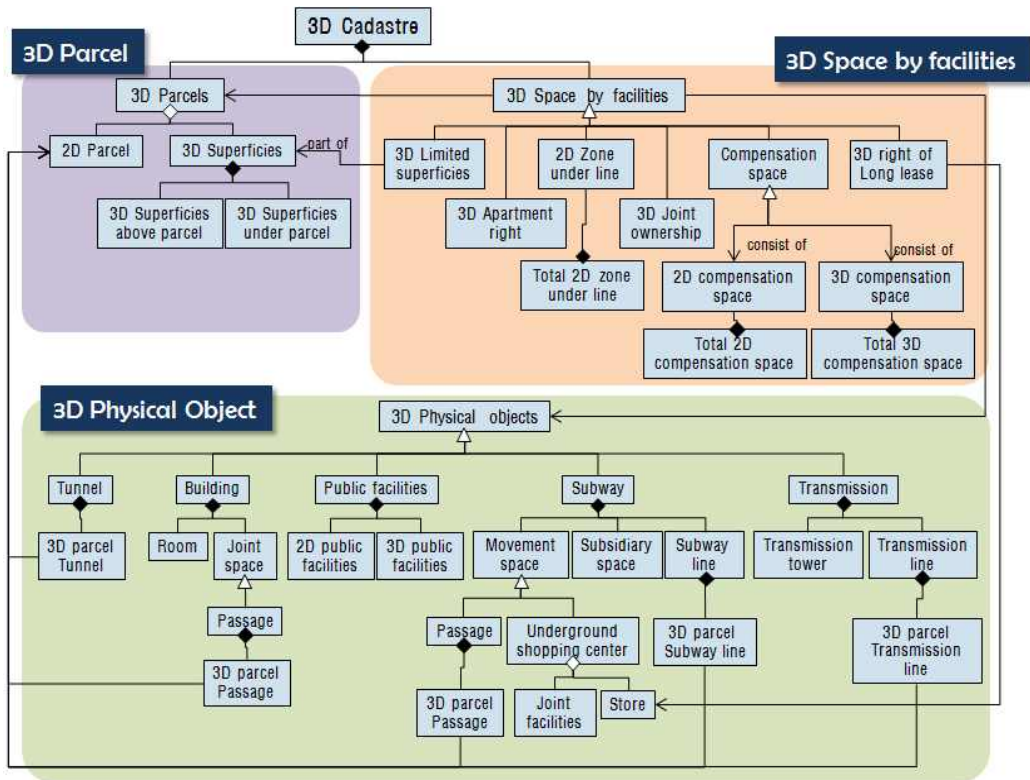 3D Cadastre
3D Parcel
3D Space by facilities
3D Parcels
3D Space by facilities
2D Parcel
3D Superficies
part of
3D Limited
superficies
2D Zone
under line
Compensation
space
3D right of
Long lease
3D Superficies
above parcel
3D Superficies
under parcel
3D Apartment
right
3D Joint
ownership
consist of
consist of
Total 2D zone
under line
2D compensation
space
3D compensation
space
Total 2D
compensation space
Total 3D
compensation space
3D Physical Object
3D Physical objects
Tunnel
Building
Public facilities
Subway
Transmission
3D parcel
Tunnel
Room
Joint
space
2D public
facilities
3D public
facilities
Movement
space
Subsidiary
space
Subway
line
Transmission
tower
Transmission
line
Passage
3D parcel
Passage
Passage
Underground
shopping center
3D parcel
Subway line
3D parcel
Transmission
line
3D parcel
Passage
Joint
facilities
Store